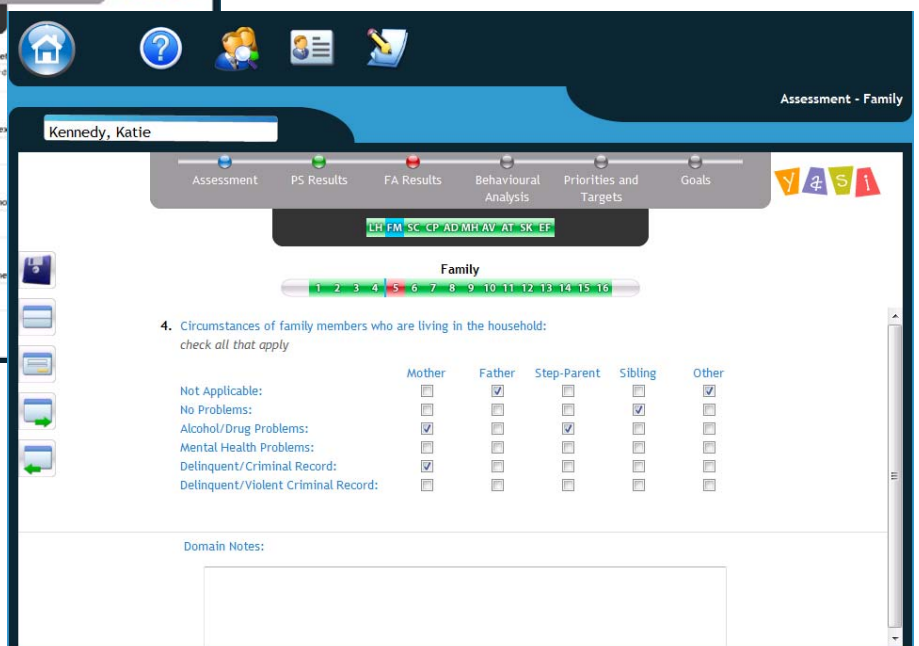 Assessment - Family
Kennedy, Katie
Assessment PS Results FA Results Behavioural Analysis Priorities and Targets Goals
yasi
LH FM SC CP AD MH AV AT SK EF
Family
1 2 3 4 5 6 7 8 9 10 11 12 13 14 15 16
4. Circumstances of family members who are living in the household:
check all that apply
Mother Father Step-Parent Sibling Other
Not Applicable:
No Problems:
Alcohol/Drug Problems:
Mental Health Problems:
Delinquent/Criminal Record:
Delinquent/Violent Criminal Record:
Domain Notes: